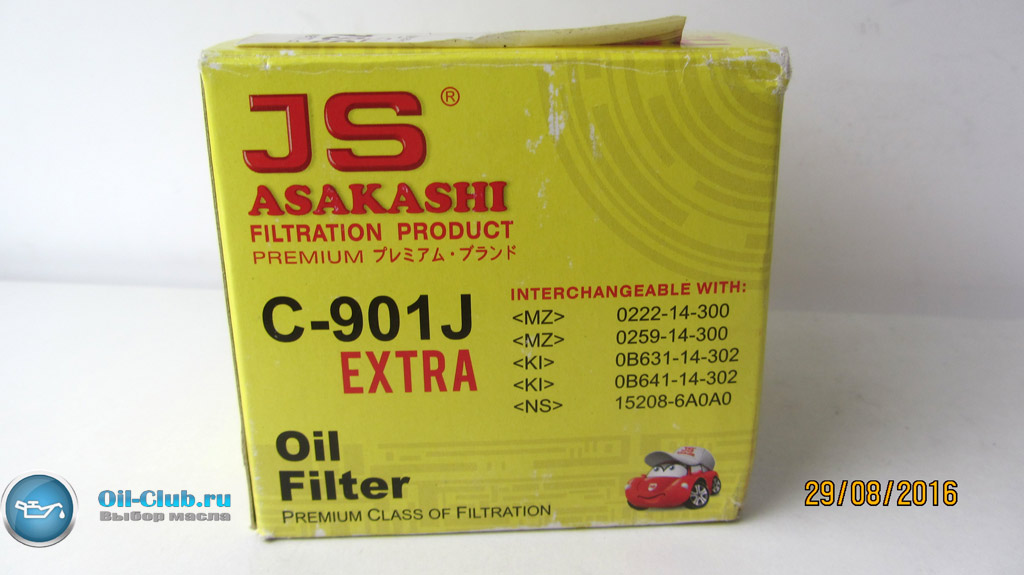 JS ®
ASAKASHI
FILTRATION PRODUCT
PREMIUM プレミアム・ブランド
C-901J
EXTRA
INTERCHANGEABLE WITH:
<MZ> 0222-14-300
<MZ> 0259-14-300
<KI> 0B631-14-302
<KI> 0B641-14-302
<NS> 15208-6A0A0
Oil
Filter
PREMIUM CLASS OF FILTRATION
JS
Oil-Club.ru
Выбор масла
29/08/2016